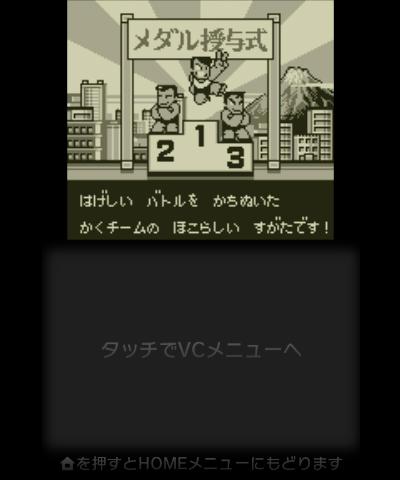 メダル授与式
1
2
3
はげしい バトルを かちぬいた
かくチームの ほこらしい すがたです!
タッチでVCメニューへ
を押すとHOMEメニューにもどります